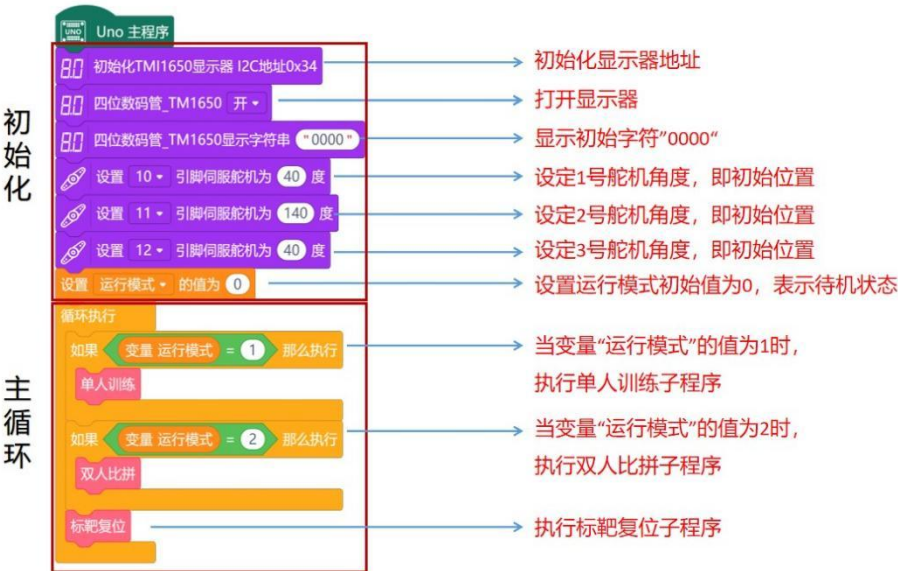 UNO Uno 主程序
初始化
8.0 初始化TMI1650显示器 I2C地址0x34
初始化显示器地址
8.0 四位数码管_TM1650 开
打开显示器
8.0 四位数码管_TM1650显示字符串 "0000"
显示初始字符”0000“
设置 10 引脚伺服舵机为 40 度
设定1号舵机角度，即初始位置
设置 11 引脚伺服舵机为 140 度
设定2号舵机角度，即初始位置
设置 12 引脚伺服舵机为 40 度
设定3号舵机角度，即初始位置
设置 运行模式 的值为 0
设置运行模式初始值为0，表示待机状态
主循环
循环执行
如果 变量 运行模式 = 1 那么执行
当变量“运行模式”的值为1时，
单人训练
执行单人训练子程序
如果 变量 运行模式 = 2 那么执行
当变量“运行模式”的值为2时，
双人比拼
执行双人比拼子程序
标靶复位
执行标靶复位子程序